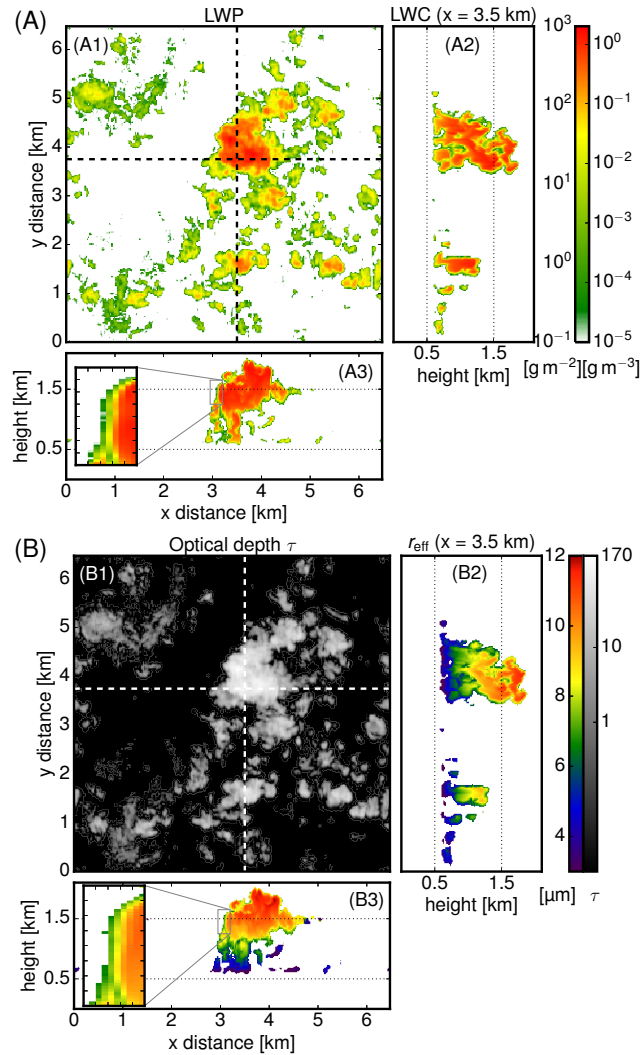 (A)
LWP
LWC (x = 3.5 km)
(A1)
(A2)
6
5
4
3
2
1
0
y distance [km]
10³
10²
10¹
10⁰
10⁻¹
10⁰
10⁻¹
10⁻²
10⁻³
10⁻⁴
10⁻⁵
0.5
1.5
height [km]
[g m⁻²][g m⁻³]
(A3)
1.5
0.5
height [km]
0 1 2 3 4 5 6
x distance [km]
(B)
Optical depth τ
r_eff (x = 3.5 km)
(B1)
(B2)
6
5
4
3
2
1
0
y distance [km]
12
10
8
6
4
170
10
1
0.5
1.5
height [km]
[μm] τ
(B3)
1.5
0.5
height [km]
0 1 2 3 4 5 6
x distance [km]